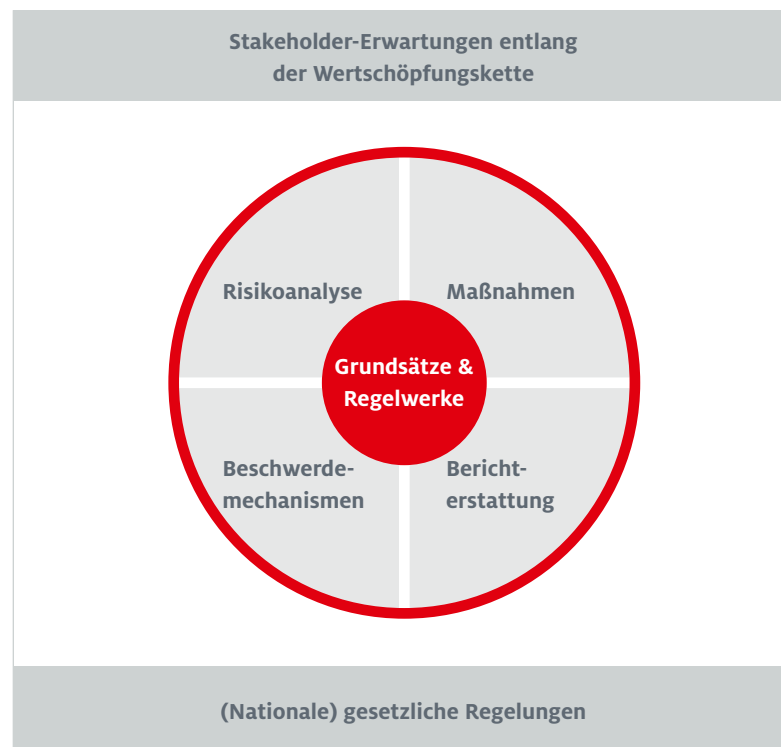 Stakeholder-Erwartungen entlang
der Wertschöpfungskette
Risikoanalyse
Maßnahmen
Grundsätze &
Regelwerke
Beschwerde-
mechanismen
Bericht-
erstattung
(Nationale) gesetzliche Regelungen